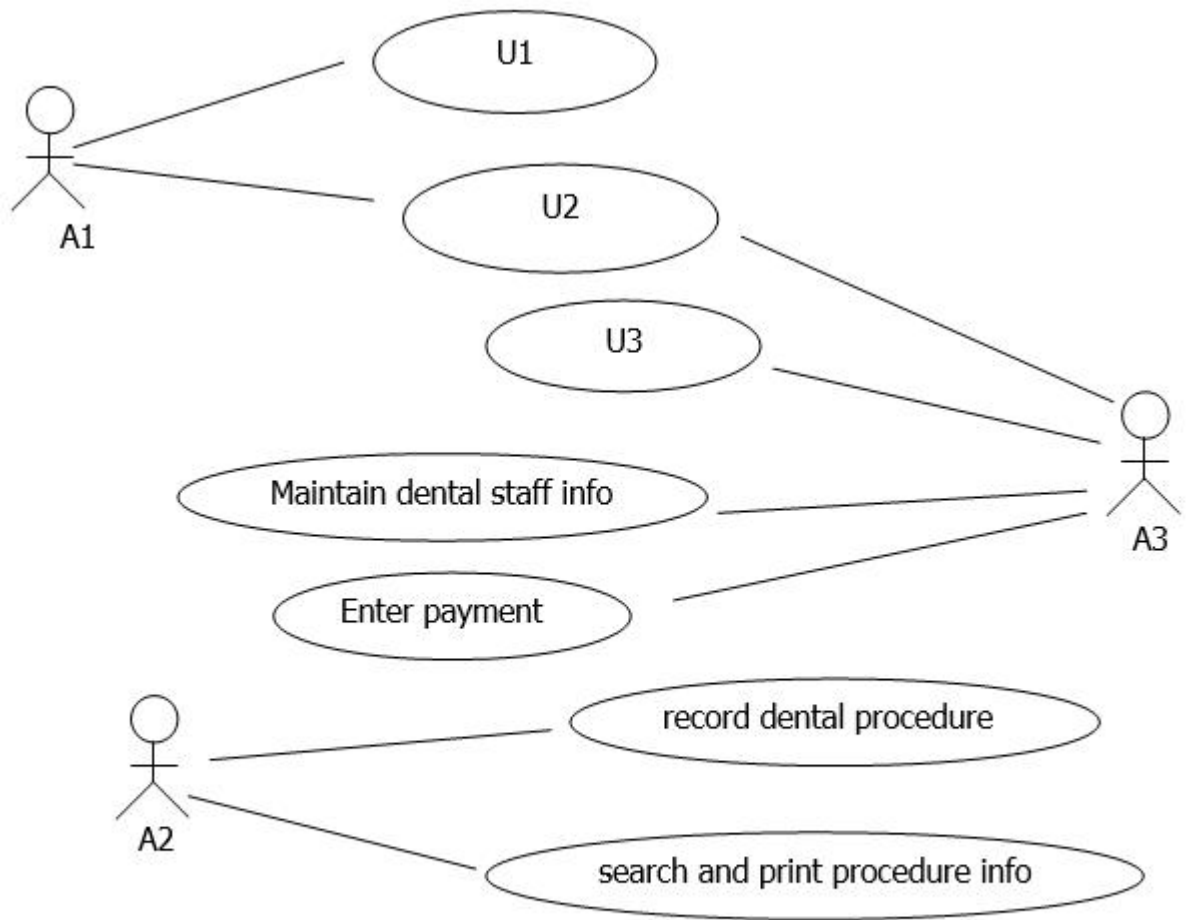 U1
A1
U2
U3
Maintain dental staff info
A3
Enter payment
record dental procedure
A2
search and print procedure info